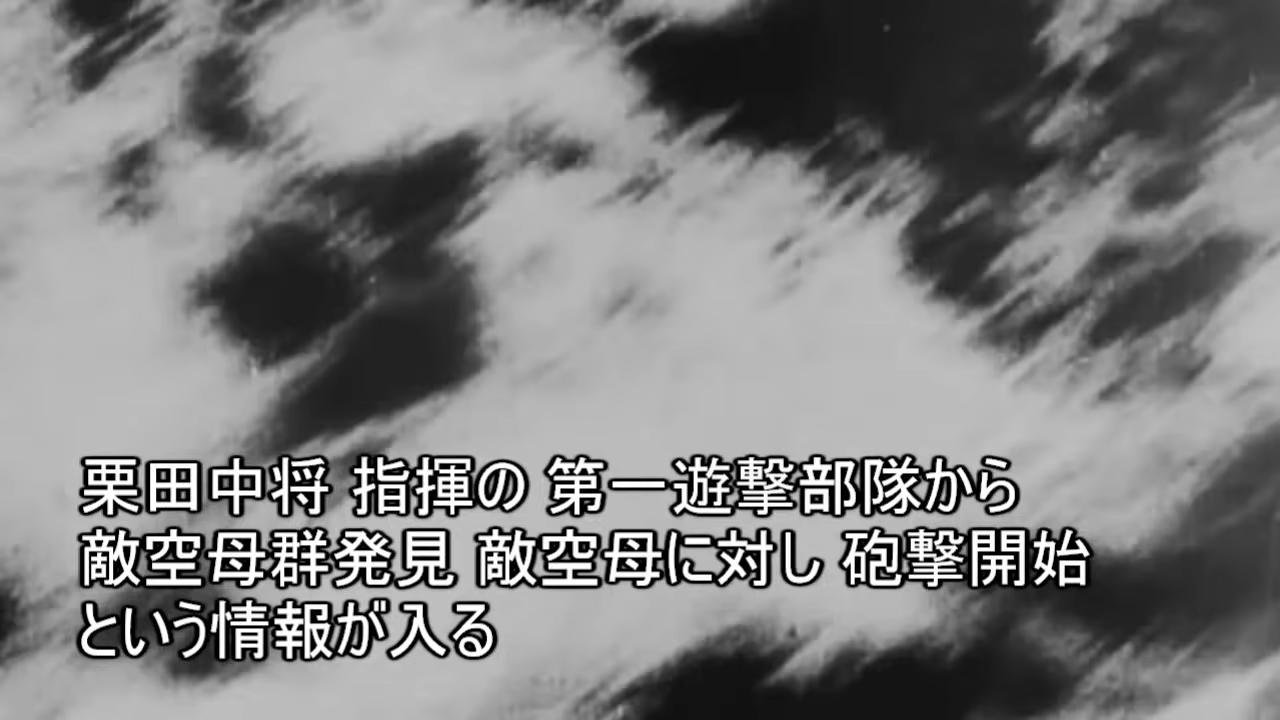 栗田中将 指揮の 第一遊撃部隊から
敵空母群発見 敵空母に対し 砲撃開始
という情報が入る